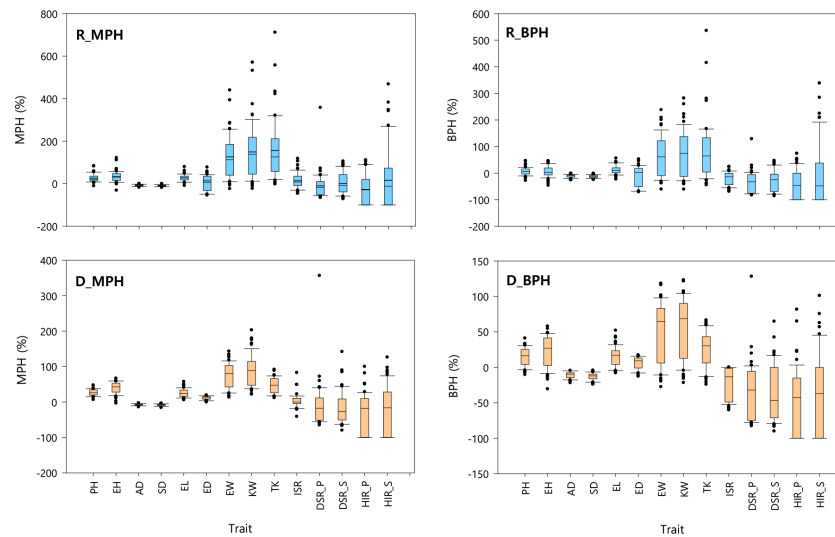 R_MPH
MPH (%)
800
600
400
200
0
-200
R_BPH
BPH (%)
600
500
400
300
200
100
0
-100
-200
D_MPH
MPH (%)
400
300
200
100
0
-100
-200
PH
EH
AD
SD
EL
ED
EW
KW
TK
ISR
DSR_P
DSR_S
HIR_P
HIR_S
Trait
D_BPH
BPH (%)
150
100
50
0
-50
-100
-150
PH
EH
AD
SD
EL
ED
EW
KW
TK
ISR
DSR_P
DSR_S
HIR_P
HIR_S
Trait